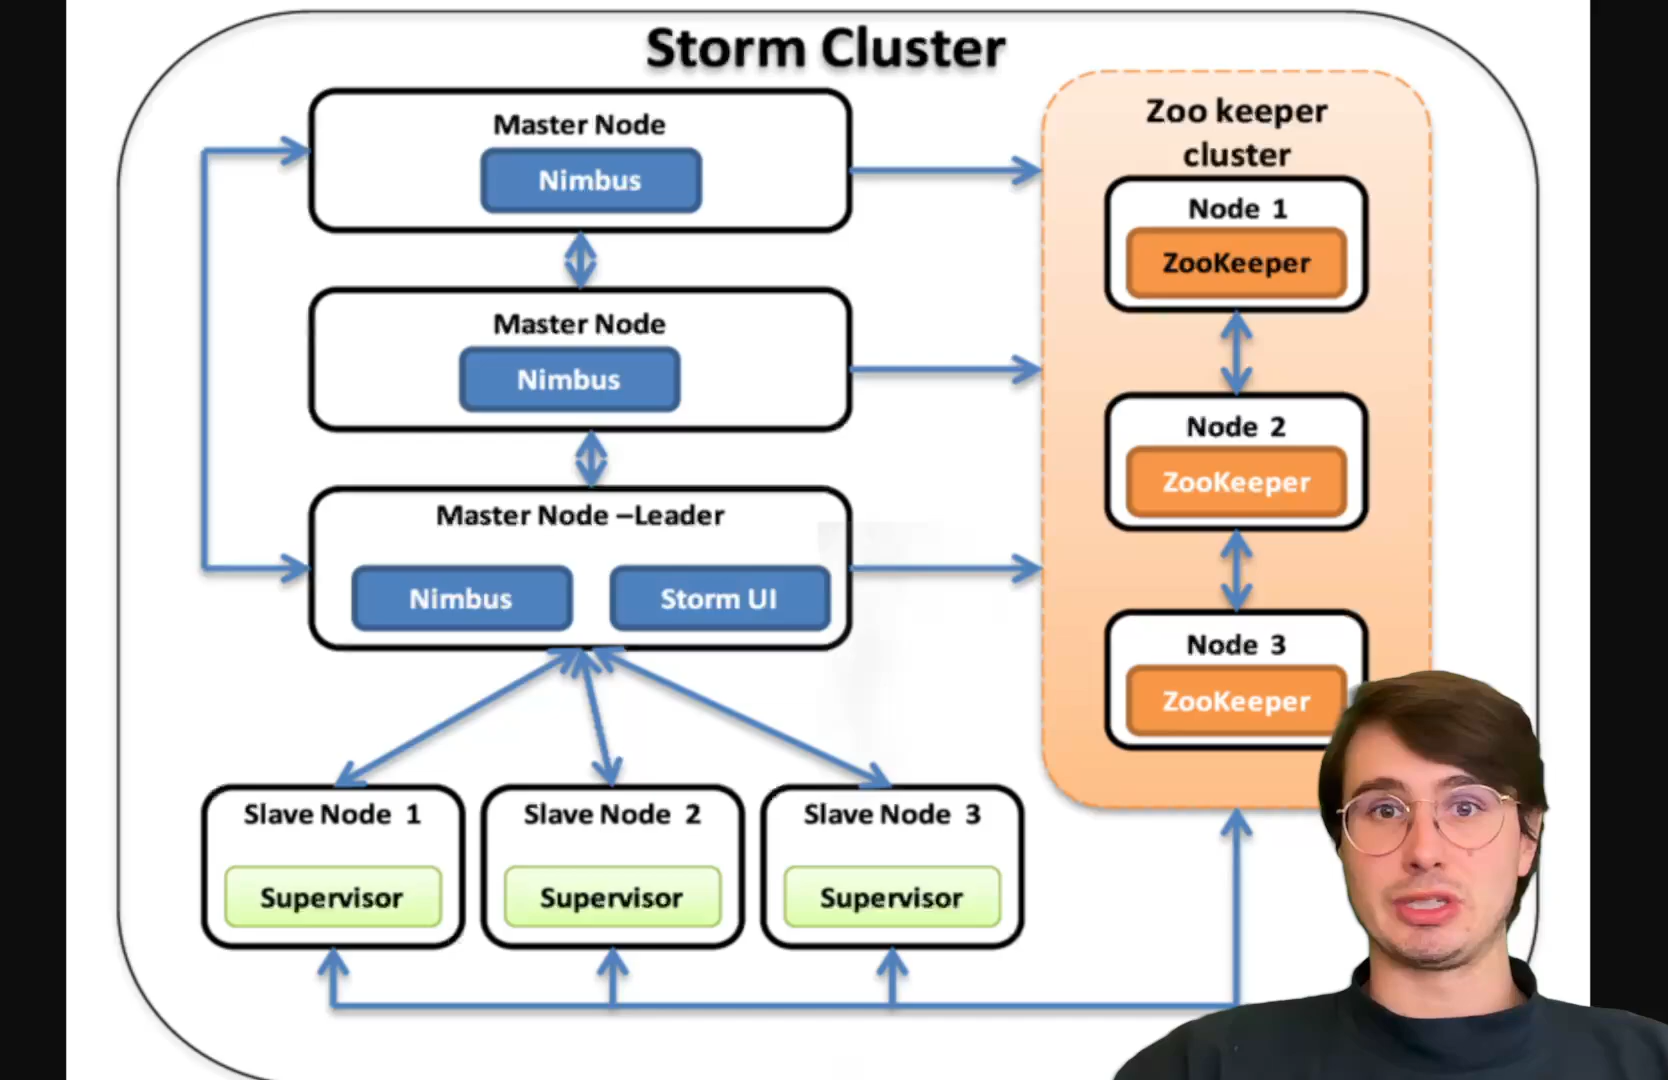 Storm Cluster
Master Node
Nimbus
Master Node
Nimbus
Master Node –Leader
Nimbus
Storm UI
Zoo keeper
cluster
Node 1
ZooKeeper
Node 2
ZooKeeper
Node 3
ZooKeeper
Slave Node 1
Supervisor
Slave Node 2
Supervisor
Slave Node 3
Supervisor